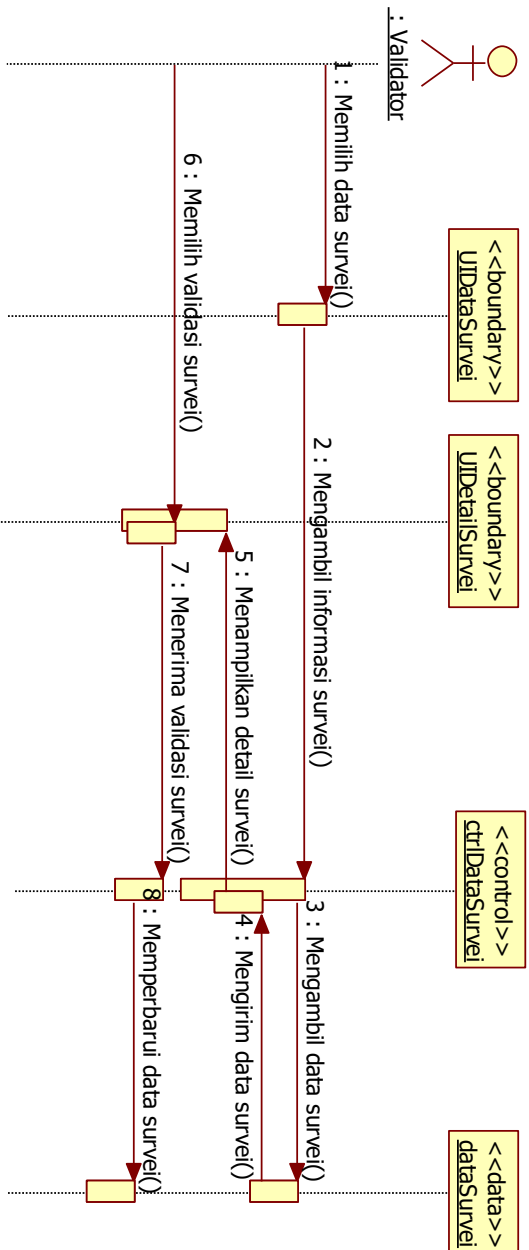 : Validator
<<boundary>>
UIDataSurvei
<<boundary>>
UIDetailSurvei
<<control>>
ctrlDataSurvei
<<data>>
dataSurvei
1 : Memilih data survei()
2 : Mengambil informasi survei()
3 : Mengambil data survei()
4 : Mengirim data survei()
5 : Menampilkan detail survei()
6 : Memilih validasi survei()
7 : Menerima validasi survei()
8 : Memperbarui data survei()